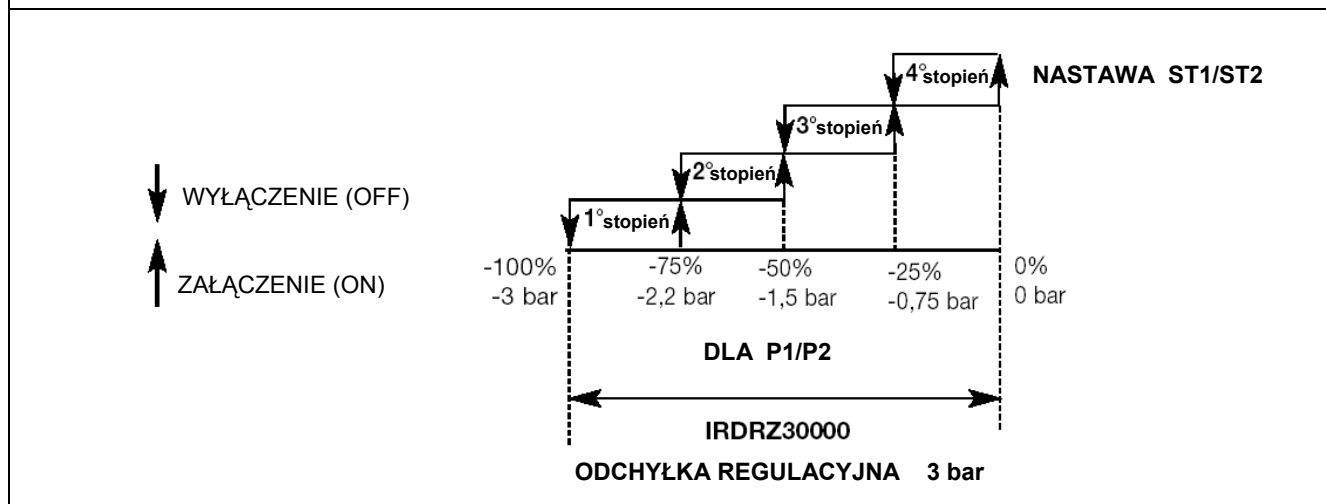 4°stopień
NASTAWA ST1/ST2
3°stopień
2°stopień
WYŁĄCZENIE (OFF)
1°stopień
ZAŁĄCZENIE (ON)
-100% -75% -50% -25% 0%
-3 bar -2,2 bar -1,5 bar -0,75 bar 0 bar
DLA P1/P2
IRDRZ30000
ODCHYŁKA REGULACYJNA 3 bar